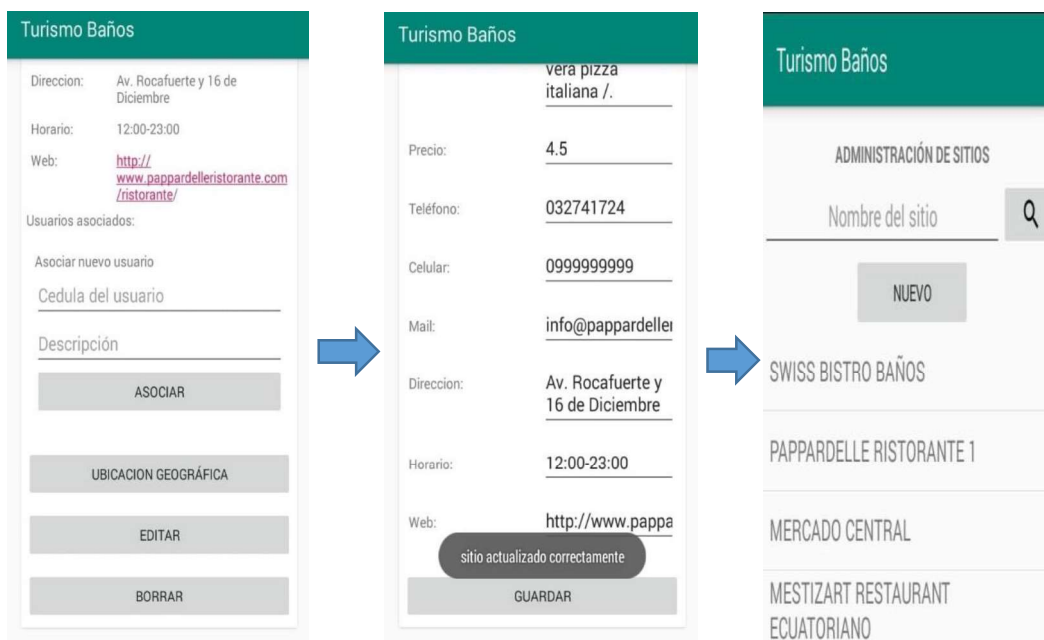 Turismo Baños
Direccion: Av. Rocafuerte y 16 de
Diciembre
Horario: 12:00-23:00
Web: http://
www.pappardelleristorante.com
/ristorante/
Usuarios asociados:
Asociar nuevo usuario
Cedula del usuario
Descripción
ASOCIAR
UBICACION GEOGRÁFICA
EDITAR
BORRAR
Turismo Baños
vera pizza
italiana /.
Precio: 4.5
Teléfono: 032741724
Celular: 0999999999
Mail: info@pappardeller
Direccion: Av. Rocafuerte y
16 de Diciembre
Horario: 12:00-23:00
Web: http://www.pappa
sitio actualizado correctamente
GUARDAR
Turismo Baños
ADMINISTRACIÓN DE SITIOS
Nombre del sitio
NUEVO
SWISS BISTRO BAÑOS
PAPPARDELLE RISTORANTE 1
MERCADO CENTRAL
MESTIZART RESTAURANT
ECUATORIANO